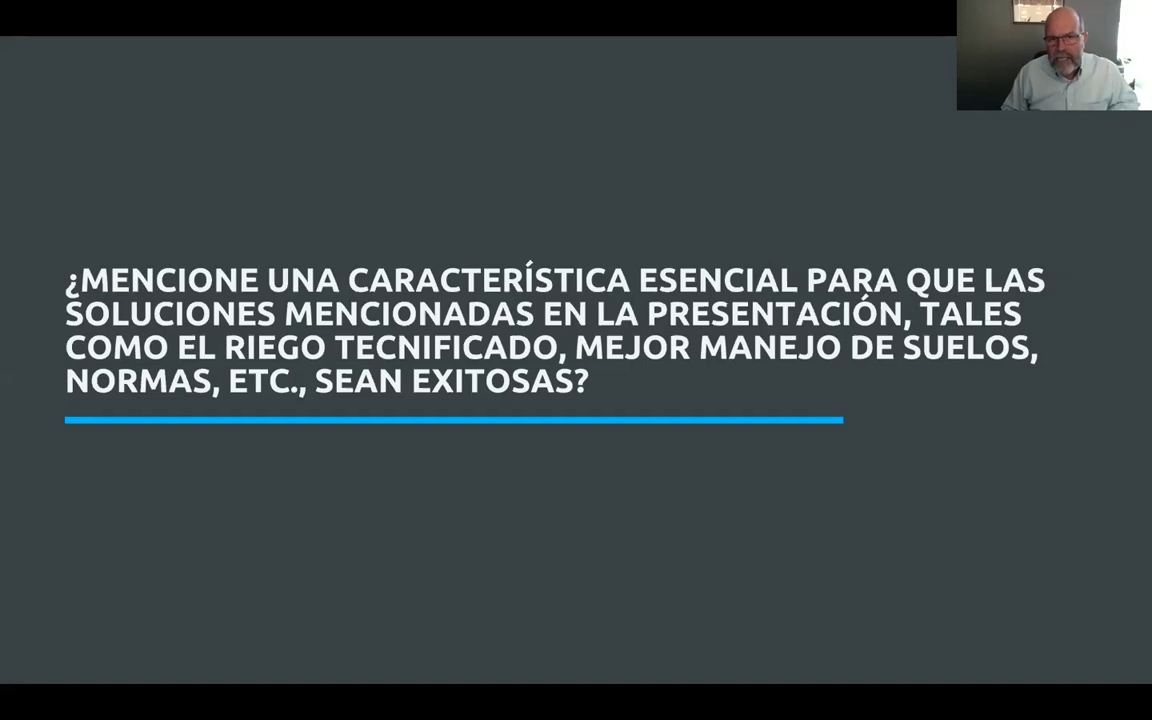 ¿MENCIONE UNA CARACTERÍSTICA ESENCIAL PARA QUE LAS
SOLUCIONES MENCIONADAS EN LA PRESENTACIÓN, TALES
COMO EL RIEGO TECNIFICADO, MEJOR MANEJO DE SUELOS,
NORMAS, ETC., SEAN EXITOSAS?